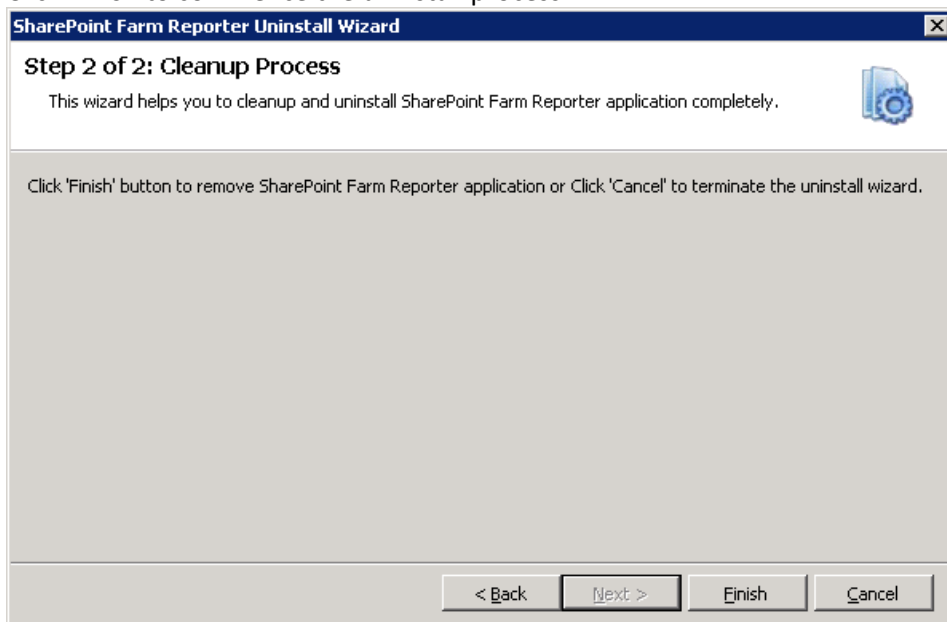 SharePoint Farm Reporter Uninstall Wizard
Step 2 of 2: Cleanup Process
This wizard helps you to cleanup and uninstall SharePoint Farm Reporter application completely.
Click 'Finish' button to remove SharePoint Farm Reporter application or Click 'Cancel' to terminate the uninstall wizard.
< Back Next > Finish Cancel